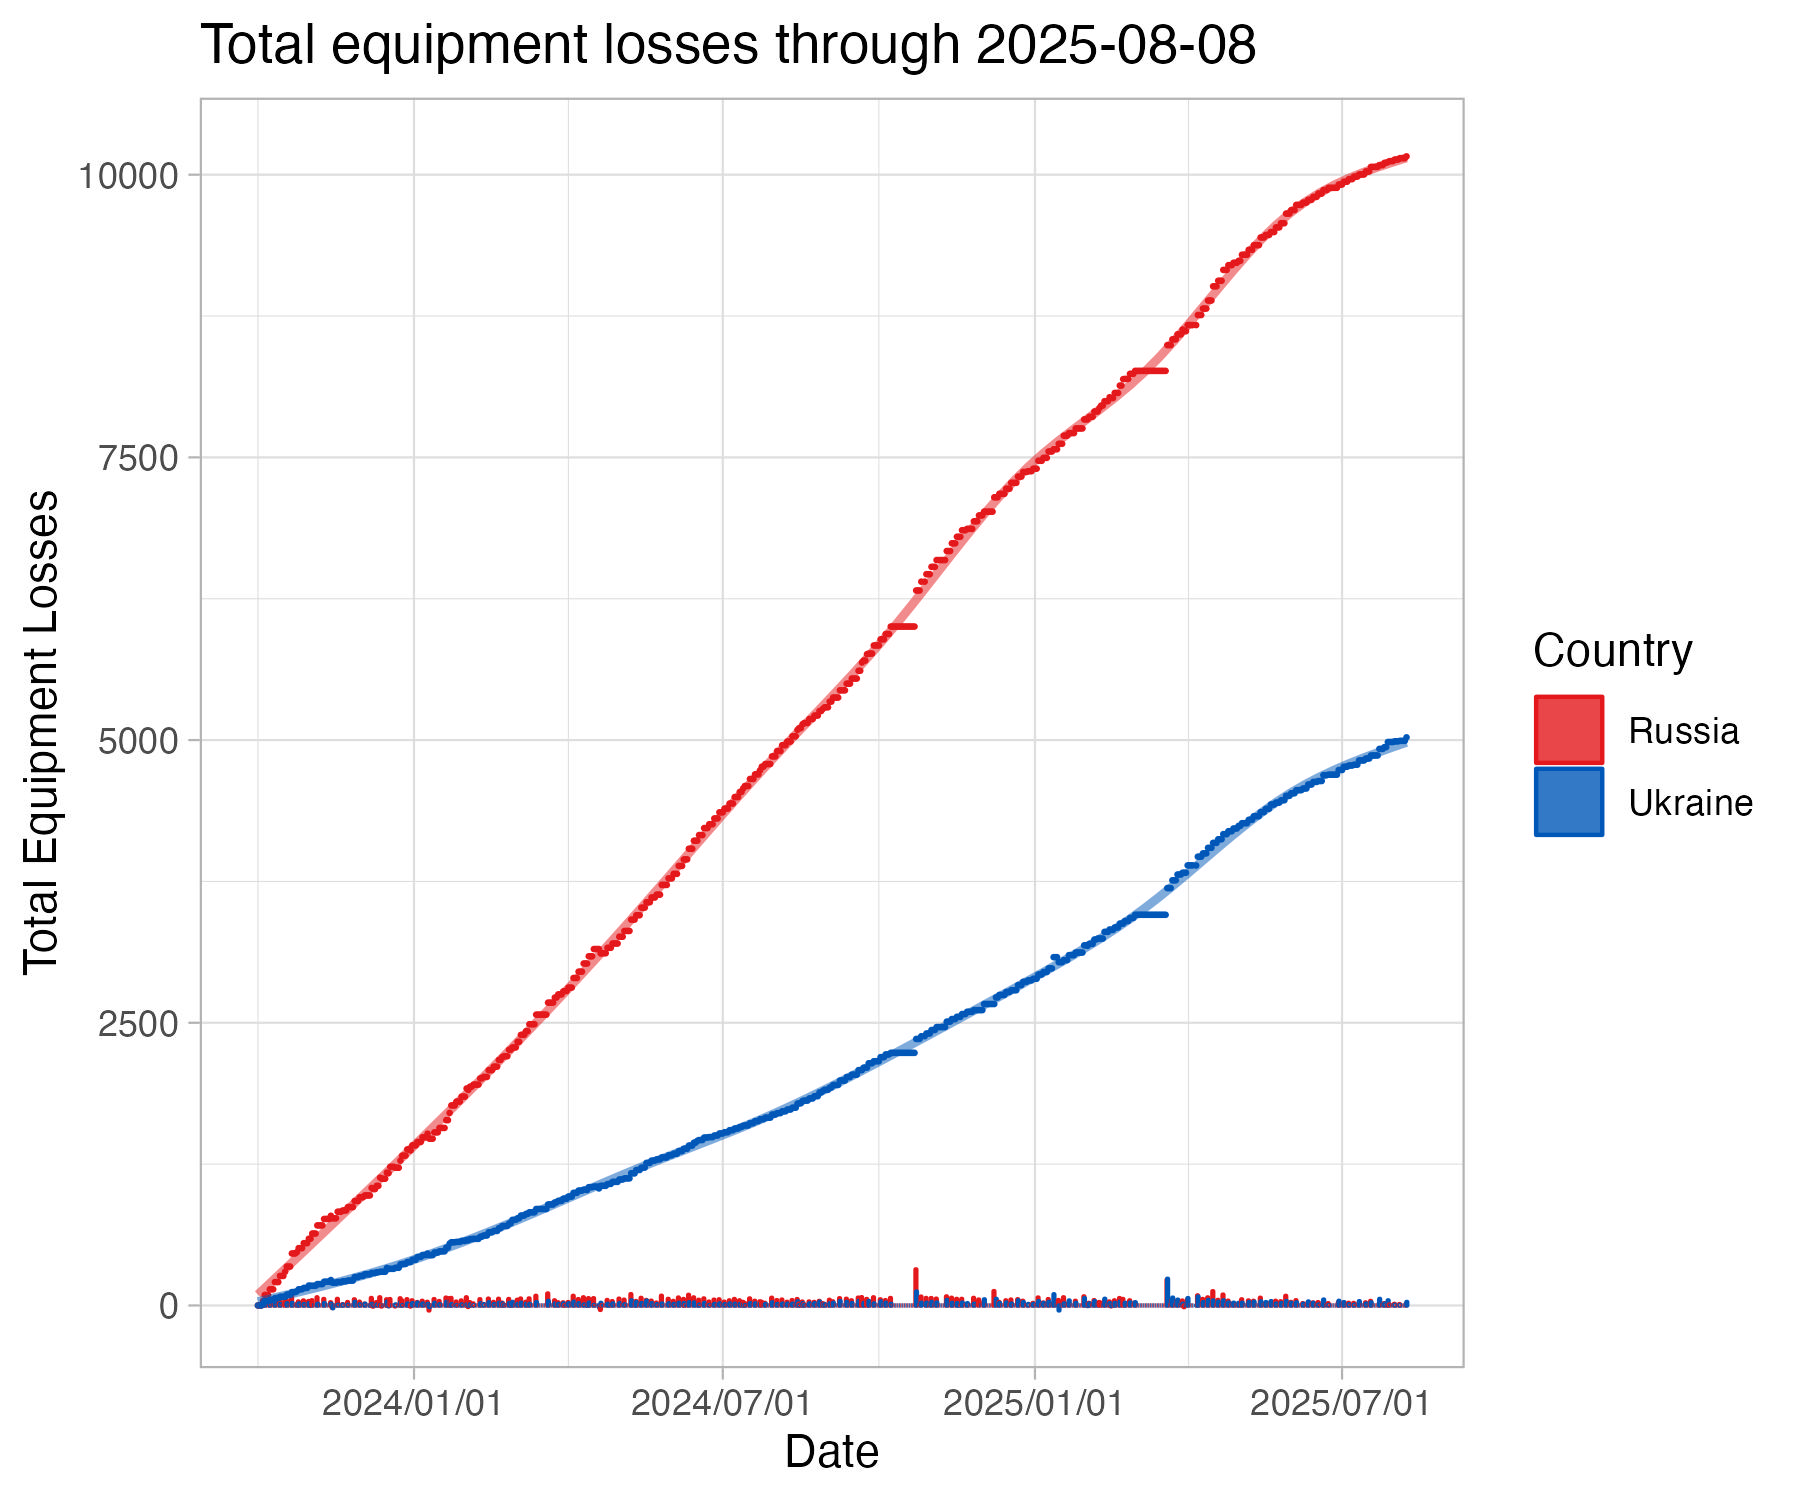 Total equipment losses through 2025-08-08
Total Equipment Losses
10000
7500
5000
2500
0
2024/01/01
2024/07/01
2025/01/01
2025/07/01
Date
Country
Russia
Ukraine